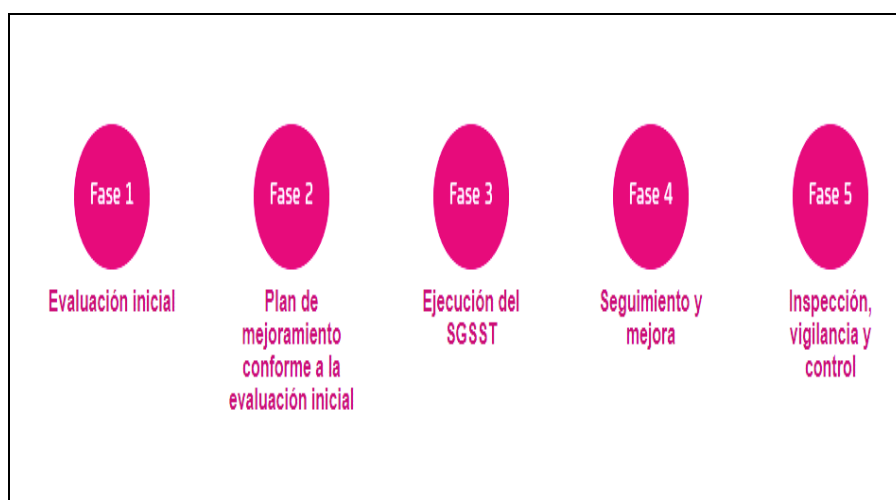 Fase 1
Evaluación inicial
Fase 2
Plan de
mejoramiento
conforme a la
evaluación inicial
Fase 3
Ejecución del
SGSST
Fase 4
Seguimiento y
mejora
Fase 5
Inspección,
vigilancia y
control